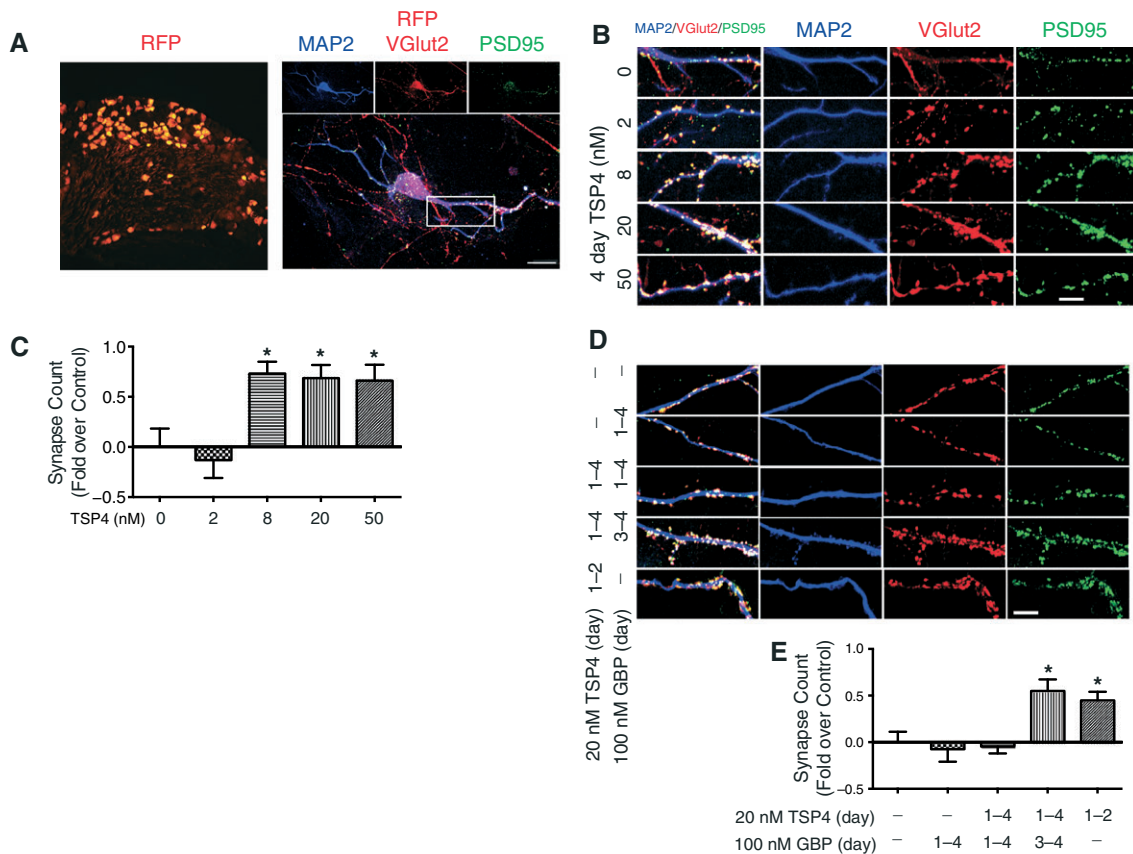 A
RFP
RFP
MAP2 VGlut2 PSD95
B
MAP2/VGlut2/PSD95 MAP2 VGlut2 PSD95
4 day TSP4 (nM)
0
2
8
20
50
C
Synapse Count
(Fold over Control)
1.0
0.5
0.0
−0.5
* * *
TSP4 (nM) 0 2 8 20 50
D
– –
– 1–4
1–4 1–4
1–4 3–4
1–2 –
20 nM TSP4 (day)
100 nM GBP (day)
E
Synapse Count
(Fold over Control)
1.0
0.5
0.0
−0.5
* *
20 nM TSP4 (day) – – 1–4 1–4 1–2
100 nM GBP (day) – 1–4 1–4 3–4 –